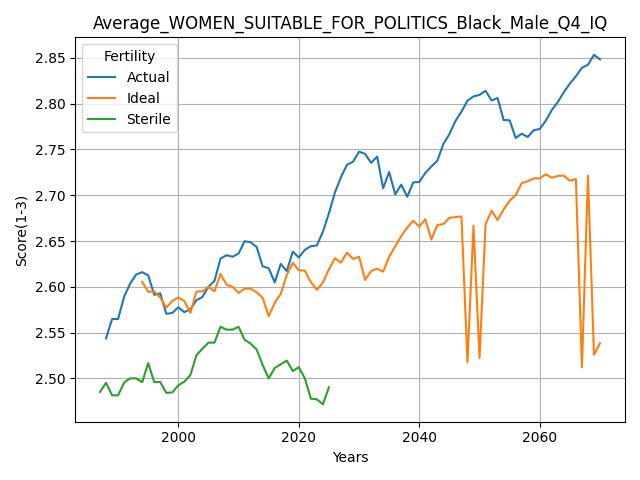 Average_WOMEN_SUITABLE_FOR_POLITICS_Black_Male_Q4_IQ
Fertility
Actual
Ideal
Sterile
Score(1-3)
2.85
2.80
2.75
2.70
2.65
2.60
2.55
2.50
2000 2020 2040 2060
Years